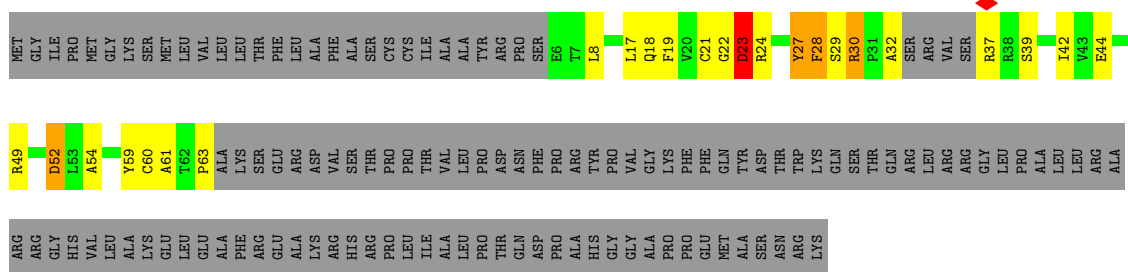 MET GLY ILE PRO MET GLY LYS SER MET LEU VAL LEU LEU THR PHE LEU ALA PHE ALA SER CYS CYS ILE ALA ALA TYR ARG PRO SER E6 T7 L8 L17 Q18 F19 V20 C21 G22 D23 R24 Y27 F28 S29 R30 P31 A32 SER ARG VAL SER R37 R38 S39 I42 V43 E44
R49 D52 L53 A54 Y59 C60 A61 T62 P63 ALA LYS SER GLU ARG ASP VAL SER THR PRO PRO THR VAL LEU PRO ASP ASN PHE PRO ARG TYR PRO VAL GLY LYS PHE PHE GLN TYR ASP THR TRP LYS GLN SER THR GLN ARG LEU ARG ARG GLY LEU PRO ALA LEU LEU ARG ALA
ARG ARG GLY HIS VAL LEU ALA LYS GLU LEU GLU ALA PHE ARG GLU ALA LYS ARG HIS ARG PRO LEU ILE ALA LEU PRO THR GLN ASP PRO ALA HIS GLY GLY ALA PRO PRO GLU MET ALA SER ASN ARG LYS